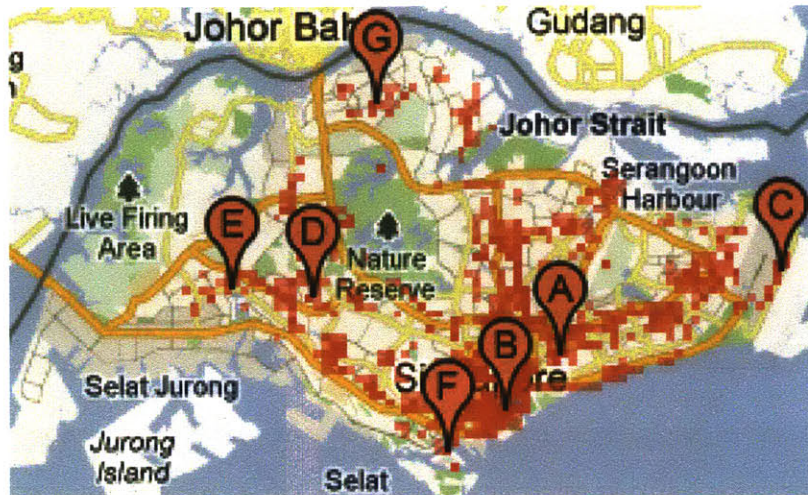 Johor Bah
Gudang
G
Johor Strait
Serangoon
Harbour
Live Firing
Area
E
D
C
Nature
Reserve
A
B
F
Selat Jurong
Jurong
Island
Selat